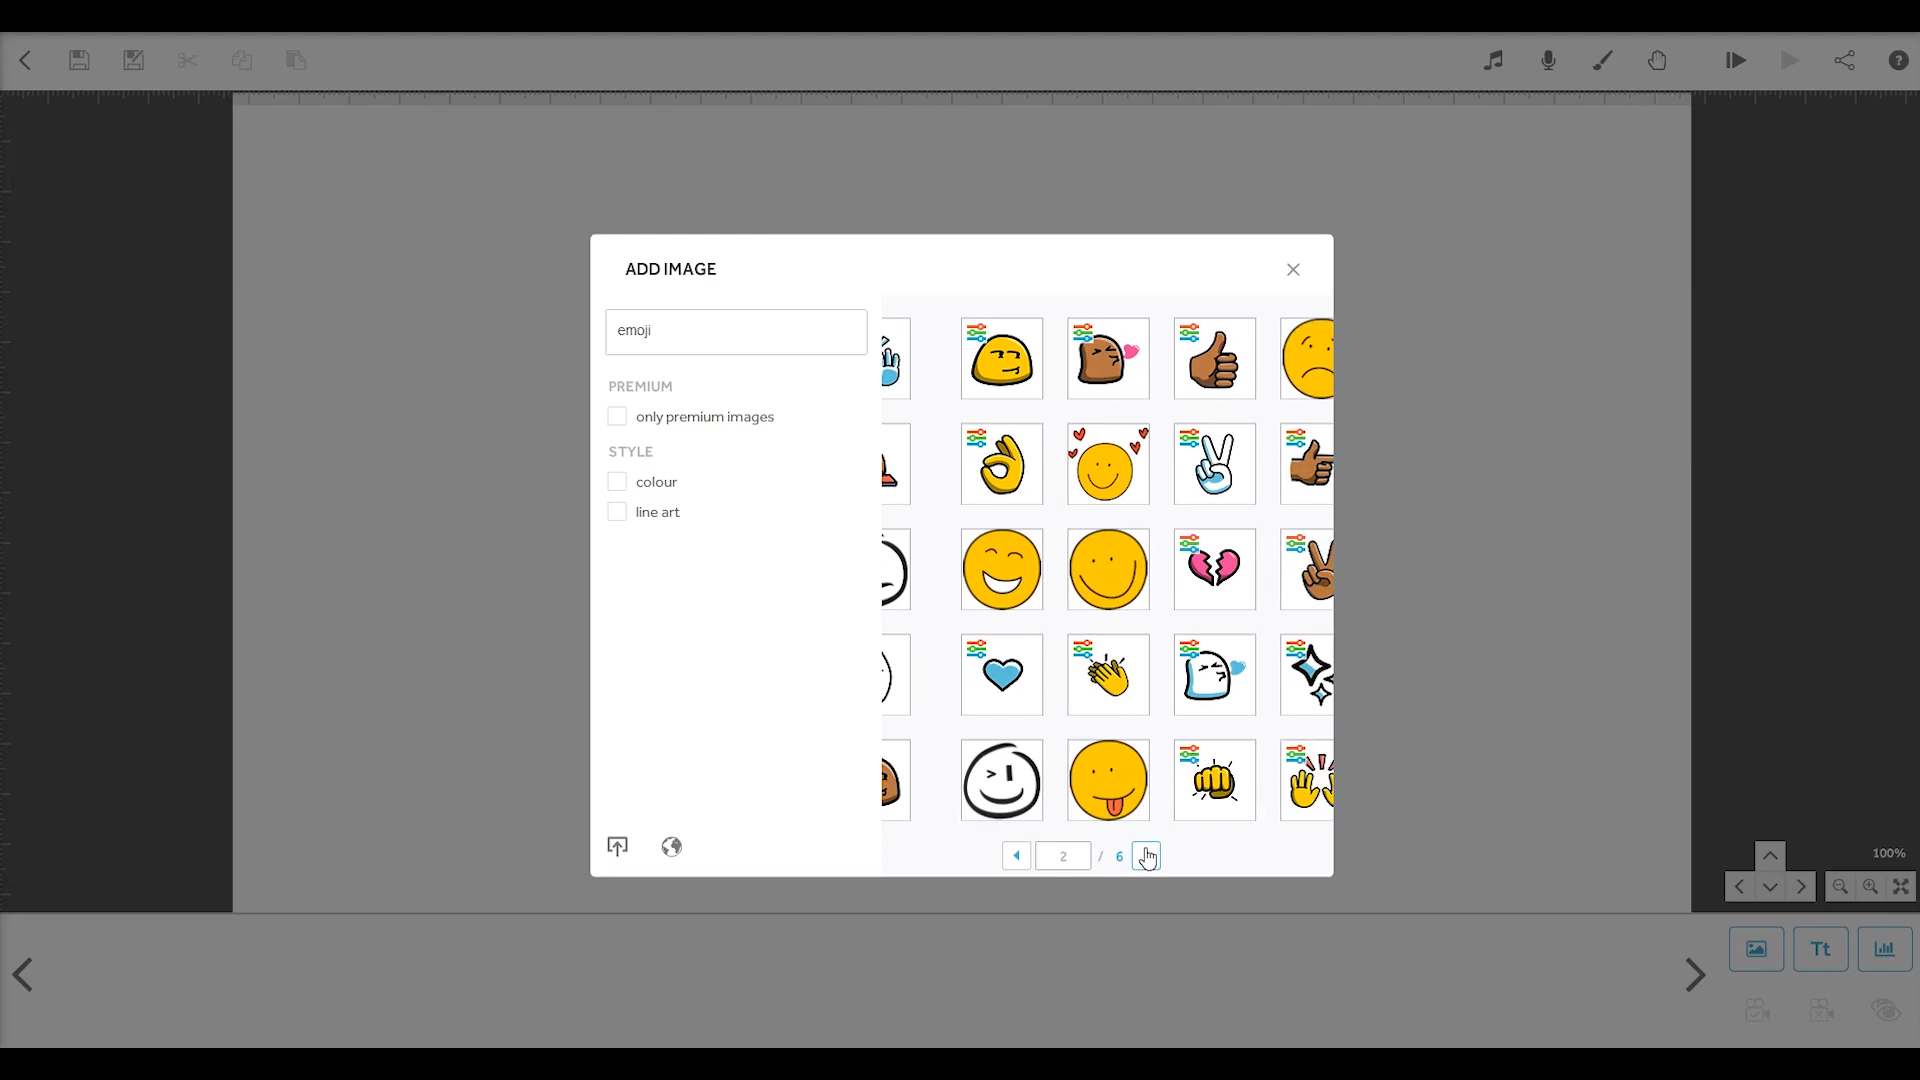 ADD IMAGE
emoji
PREMIUM
only premium images
STYLE
colour
line art
2 / 6
100%
Tt
?